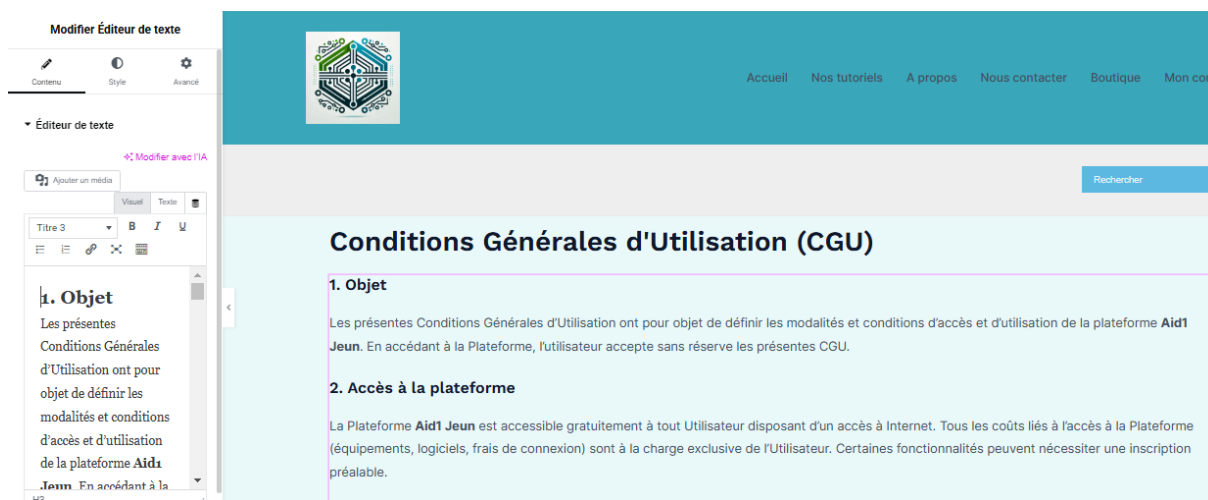 Modifier Éditeur de texte
Contenu
Style
Avancé
Éditeur de texte
Modifier avec l'IA
Ajouter un média
Visuel
Texte
Titre 3
B I U
1. Objet
Les présentes
Conditions Générales
d'Utilisation ont pour
objet de définir les
modalités et conditions
d'accès et d'utilisation
de la plateforme Aid1
Jeun. En accédant à la
H3
Accueil
Nos tutoriels
A propos
Nous contacter
Boutique
Mon con
Rechercher
Conditions Générales d'Utilisation (CGU)
1. Objet
Les présentes Conditions Générales d'Utilisation ont pour objet de définir les modalités et conditions d'accès et d'utilisation de la plateforme Aid1
Jeun. En accédant à la Plateforme, l'utilisateur accepte sans réserve les présentes CGU.
2. Accès à la plateforme
La Plateforme Aid1 Jeun est accessible gratuitement à tout Utilisateur disposant d'un accès à Internet. Tous les coûts liés à l'accès à la Plateforme
(équipements, logiciels, frais de connexion) sont à la charge exclusive de l'Utilisateur. Certaines fonctionnalités peuvent nécessiter une inscription
préalable.